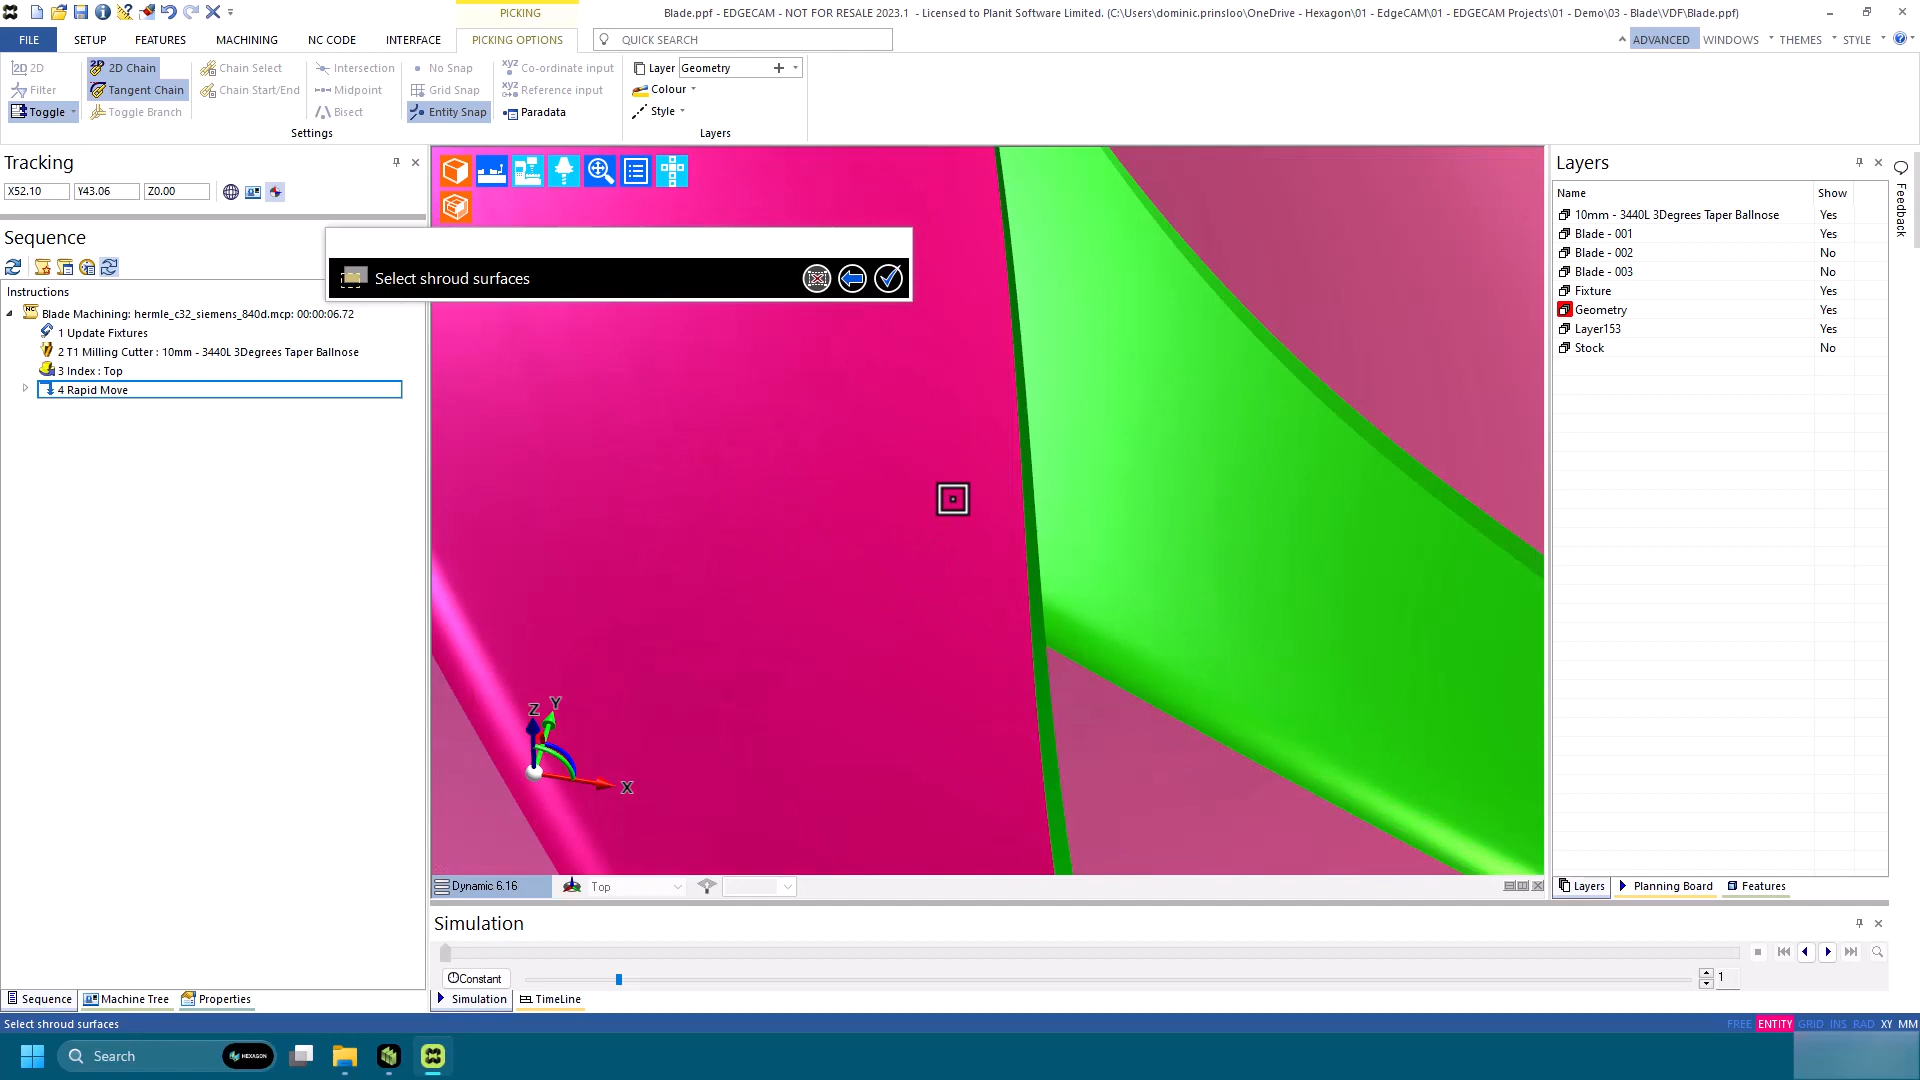 PICKING
Blade.ppf - EDGECAM - NOT FOR RESALE 2023.1 - Licensed to Planit Software Limited. (C:\Users\dominic.prinsloo\OneDrive - Hexagon\01 - EdgeCAM\01 - EDGECAM Projects\01 - Demo\03 - Blade\VDF\Blade.ppf)
FILE SETUP FEATURES MACHINING NC CODE INTERFACE PICKING OPTIONS QUICK SEARCH ADVANCED WINDOWS THEMES STYLE
2D 2D Chain Chain Select Intersection No Snap Co-ordinate input Layer Geometry
Filter Tangent Chain Chain Start/End Midpoint Grid Snap Reference input Colour
Toggle Toggle Branch Bisect Entity Snap Paradata Style
Settings Layers
Tracking
X52.10 Y43.06 Z0.00
Sequence
Instructions
Blade Machining: hermle_c32_siemens_840d.mcp: 00:00:06.72
1 Update Fixtures
2 T1 Milling Cutter : 10mm - 3440L 3Degrees Taper Ballnose
3 Index : Top
4 Rapid Move
Select shroud surfaces
Z
Y
X
Dynamic 6.16 Top
Layers
Name Show
10mm - 3440L 3Degrees Taper Ballnose Yes
Blade - 001 Yes
Blade - 002 No
Blade - 003 No
Fixture Yes
Geometry Yes
Layer153 Yes
Stock No
Feedback
Layers Planning Board Features
Simulation
Constant 1
Simulation TimeLine
Sequence Machine Tree Properties
Select shroud surfaces
FREE ENTITY GRID INS RAD XY MM
Search HEXAGON